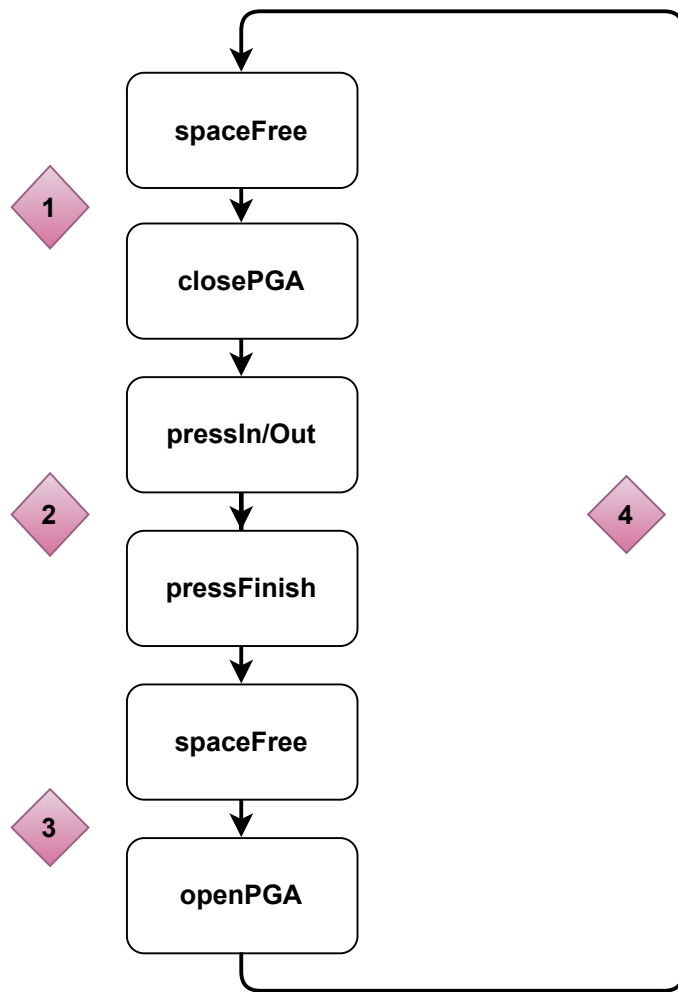 spaceFree
1
closePGA
pressIn/Out
2
4
pressFinish
spaceFree
3
openPGA